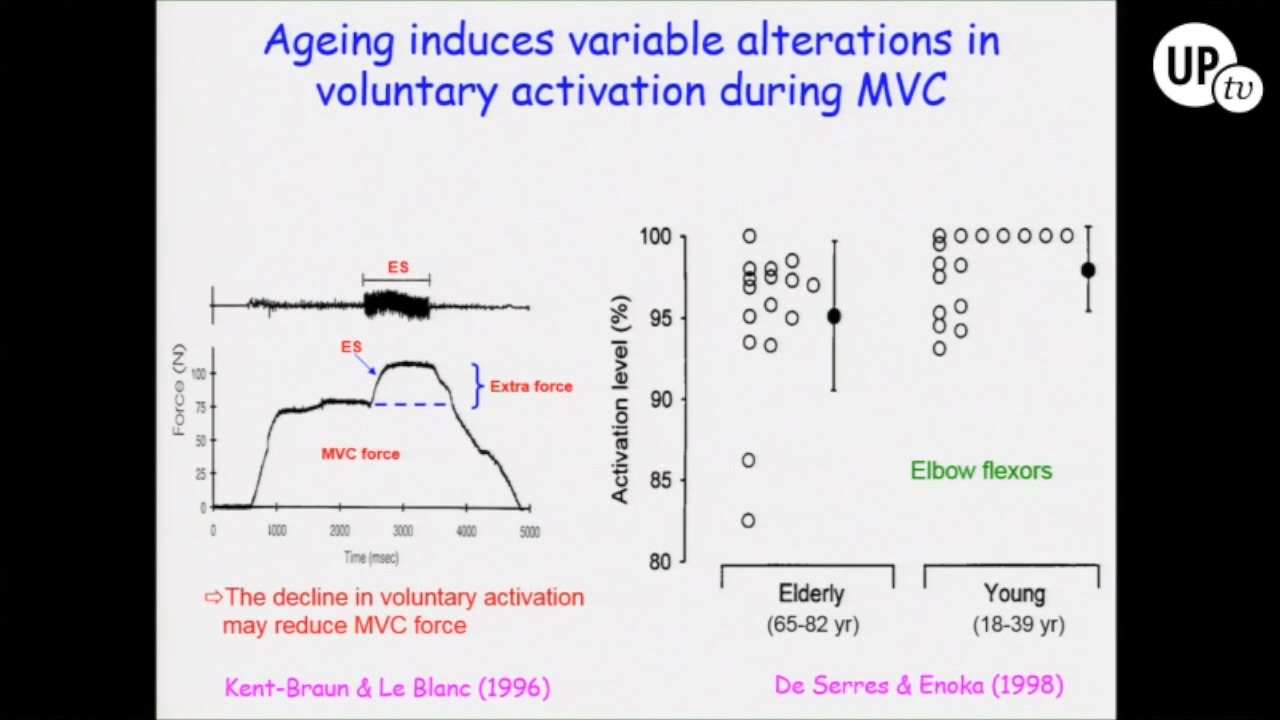 Ageing induces variable alterations in
voluntary activation during MVC
UP
tv
ES
ES
Extra force
MVC force
Force (N)
100
75
50
25
0
0
1000
2000
3000
4000
5000
Time (msec)
⇨The decline in voluntary activation
may reduce MVC force
Kent-Braun & Le Blanc (1996)
Activation level (%)
100
95
90
85
80
Elbow flexors
Elderly
(65-82 yr)
Young
(18-39 yr)
De Serres & Enoka (1998)